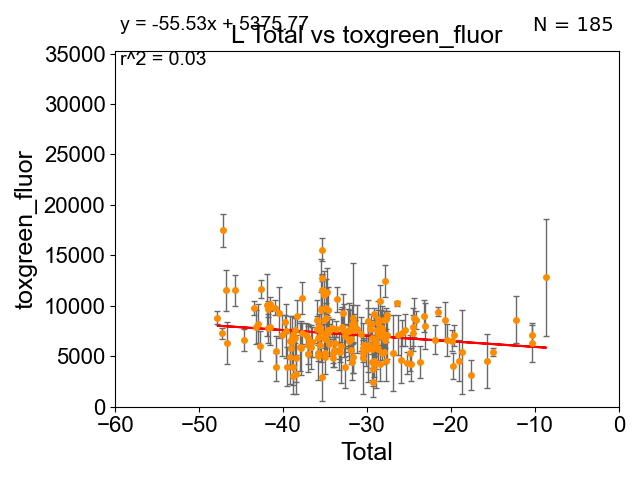 y = -55.53x + 5375.77
N = 185
L Total vs toxgreen_fluor
r^2 = 0.03
35000
30000
25000
20000
15000
10000
5000
0
toxgreen_fluor
−60
−50
−40
−30
−20
−10
0
Total